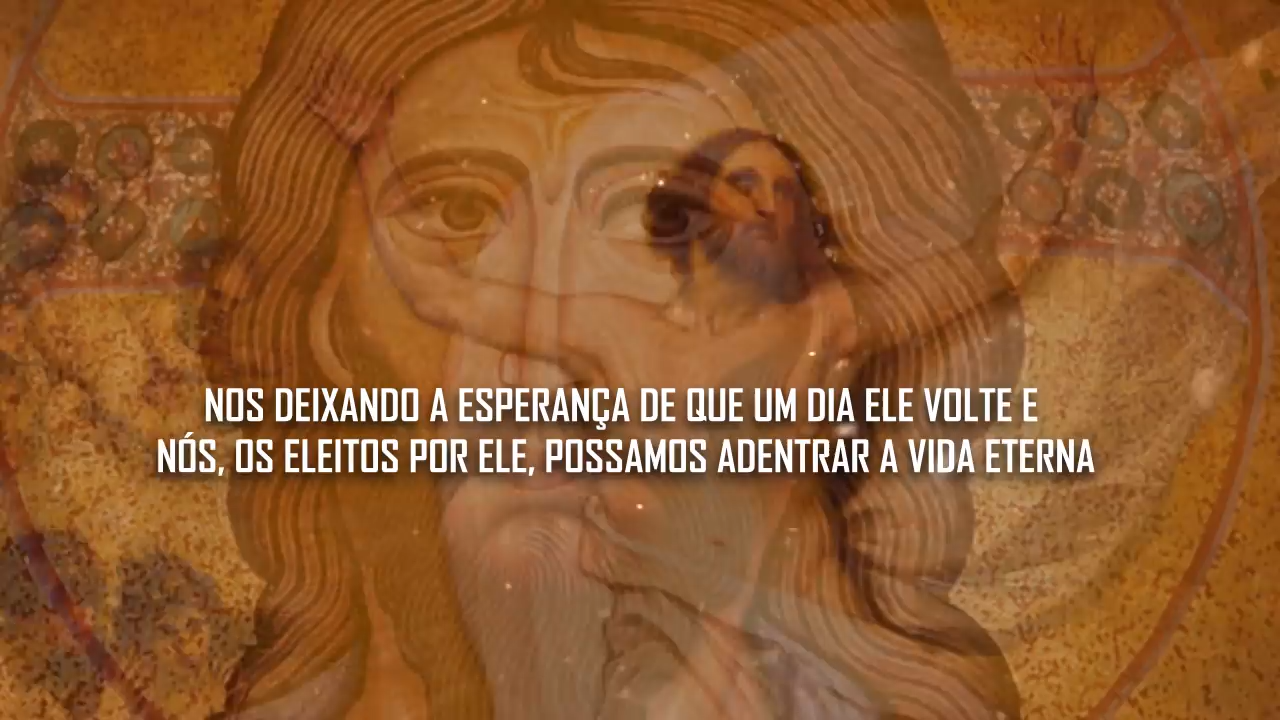 NOS DEIXANDO A ESPERANÇA DE QUE UM DIA ELE VOLTE E
NÓS, OS ELEITOS POR ELE, POSSAMOS ADENTRAR A VIDA ETERNA